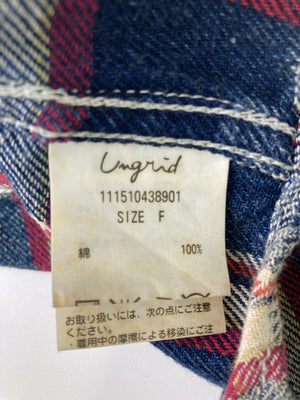 Ungrid
111510438901
SIZE F
綿 100%
お取り扱いには、次の点にご注意
ください。
・着用中の摩擦による移染にご注